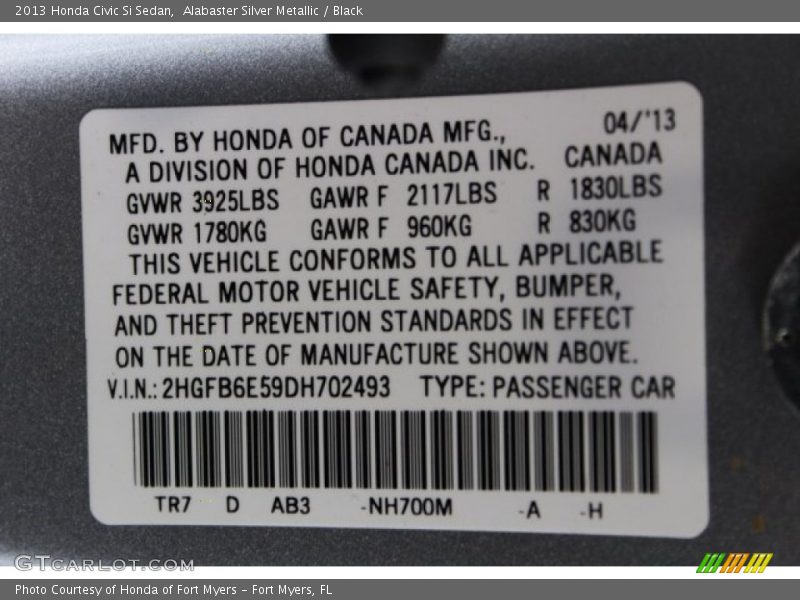 2013 Honda Civic Si Sedan,  Alabaster Silver Metallic / Black
04/'13
MFD. BY HONDA OF CANADA MFG.,
A DIVISION OF HONDA CANADA INC. CANADA
GVWR 3925LBS GAWR F 2117LBS R 1830LBS
GVWR 1780KG GAWR F 960KG R 830KG
THIS VEHICLE CONFORMS TO ALL APPLICABLE
FEDERAL MOTOR VEHICLE SAFETY, BUMPER,
AND THEFT PREVENTION STANDARDS IN EFFECT
ON THE DATE OF MANUFACTURE SHOWN ABOVE.
V.I.N.: 2HGFB6E59DH702493 TYPE: PASSENGER CAR
TR7 D AB3 -NH700M -A -H
GTCarLot.com
Photo Courtesy of Honda of Fort Myers – Fort Myers, FL